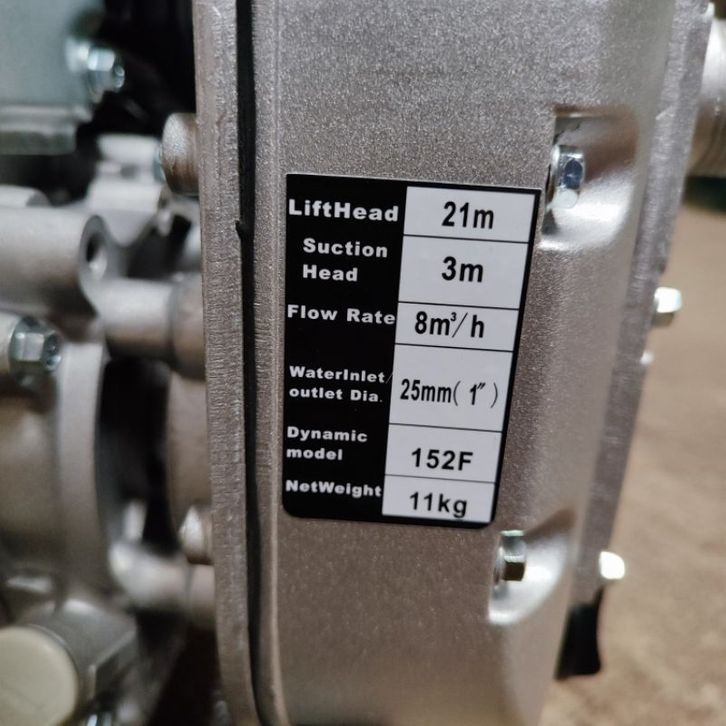 LiftHead 21m
Suction
Head 3m
Flow Rate 8m³/h
WaterInlet/
outlet Dia. 25mm( 1″ )
Dynamic
model 152F
NetWeight 11kg